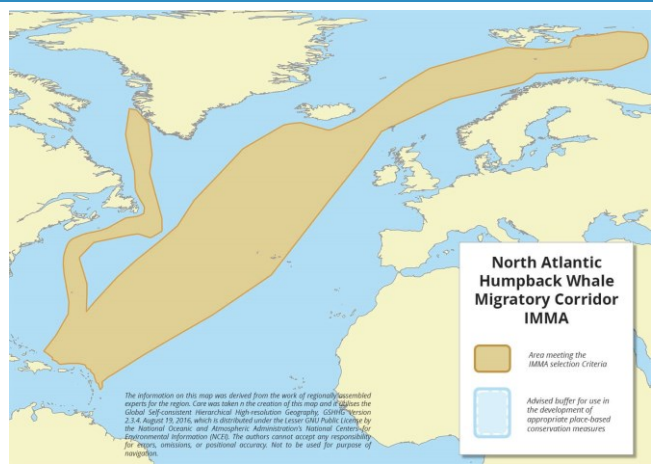 North Atlantic
Humpback Whale
Migratory Corridor
IMMA
Area meeting the
IMMA selection Criteria
Advised buffer for use in
the development of
appropriate place-based
conservation measures
The information on this map was derived from the work of regionally assembled
experts for the region. Care was taken n the creation of this map and it utilises the
Global Self-consistent Hierarchical High-resolution Geography, GSHHG Version
2.3.4. August 19, 2016, which is distributed under the Lesser GNU Public License by
the National Oceanic and Atmospheric Administration's National Centers for
Environmental Information (NCEI). The authors cannot accept any responsibility
for errors, omissions, or positional accuracy. Not to be used for purpose of
navigation.